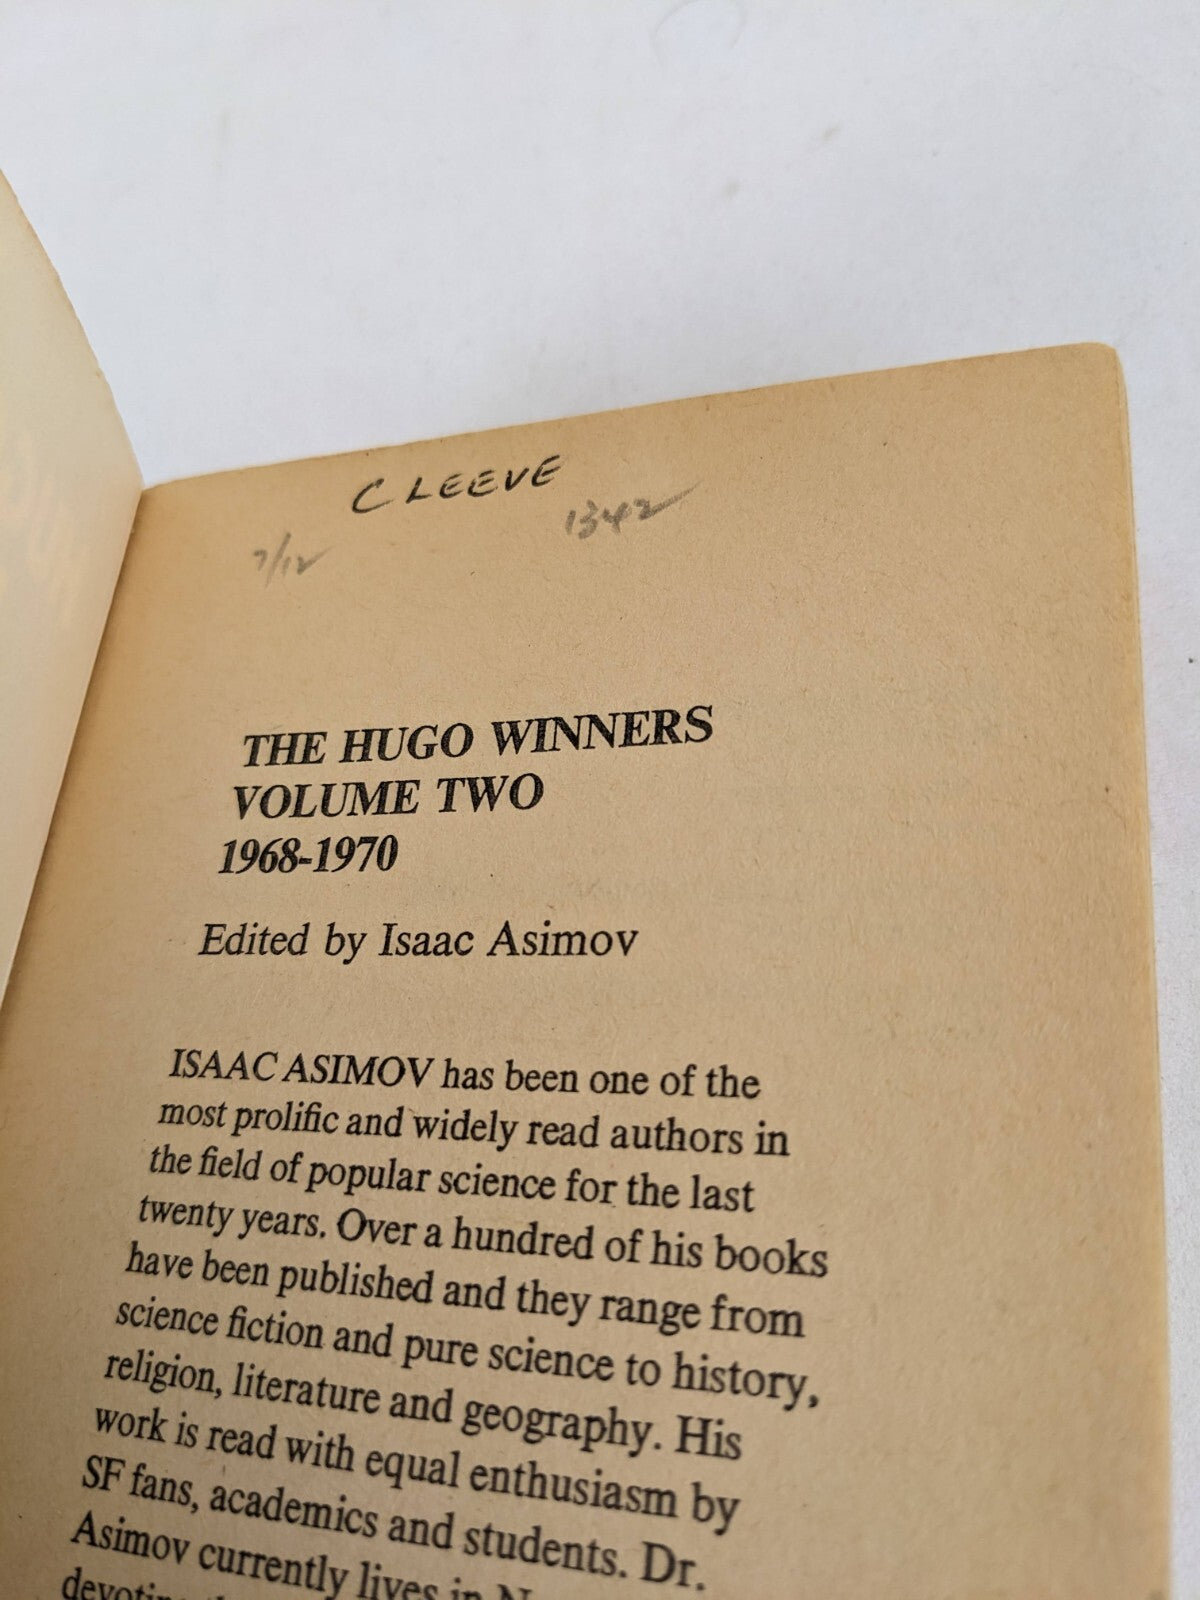 CLEEVE
1342
7/12
THE HUGO WINNERS
VOLUME TWO
1968-1970
Edited by Isaac Asimov
ISAAC ASIMOV has been one of the
most prolific and widely read authors in
the field of popular science for the last
twenty years. Over a hundred of his books
have been published and they range from
science fiction and pure science to history,
religion, literature and geography. His
work is read with equal enthusiasm by
SF fans, academics and students. Dr.
Asimov currently lives in